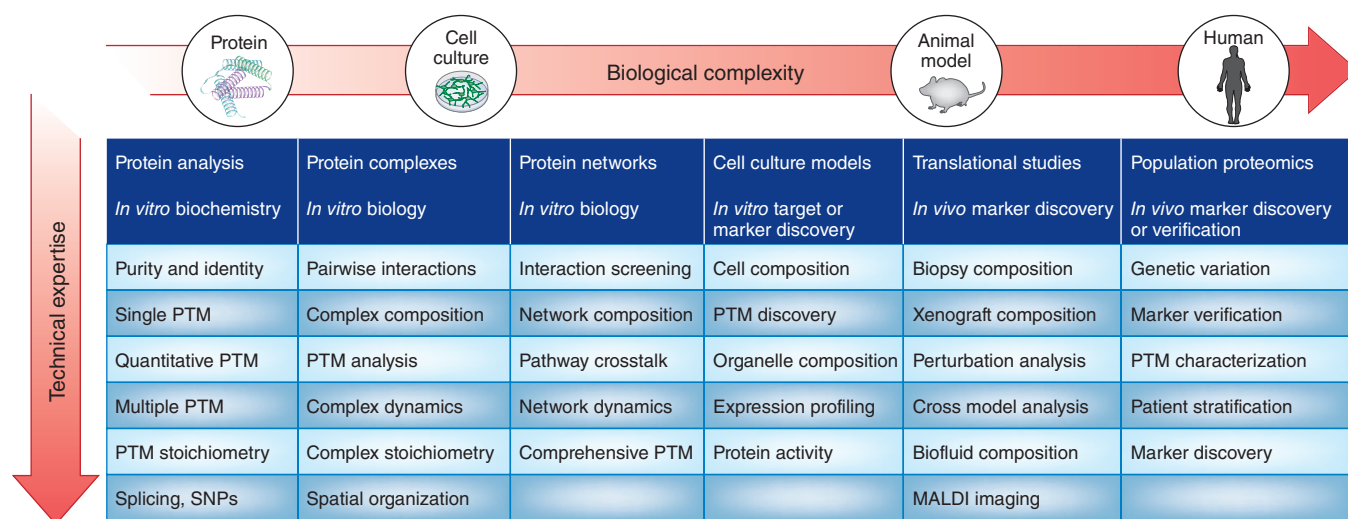 Protein
Cell
culture
Biological complexity
Animal
model
Human
Technical expertise
Protein analysis
In vitro biochemistry
Protein complexes
In vitro biology
Protein networks
In vitro biology
Cell culture models
In vitro target or
marker discovery
Translational studies
In vivo marker discovery
Population proteomics
In vivo marker discovery
or verification
Purity and identity
Pairwise interactions
Interaction screening
Cell composition
Biopsy composition
Genetic variation
Single PTM
Complex composition
Network composition
PTM discovery
Xenograft composition
Marker verification
Quantitative PTM
PTM analysis
Pathway crosstalk
Organelle composition
Perturbation analysis
PTM characterization
Multiple PTM
Complex dynamics
Network dynamics
Expression profiling
Cross model analysis
Patient stratification
PTM stoichiometry
Complex stoichiometry
Comprehensive PTM
Protein activity
Biofluid composition
Marker discovery
Splicing, SNPs
Spatial organization
MALDI imaging